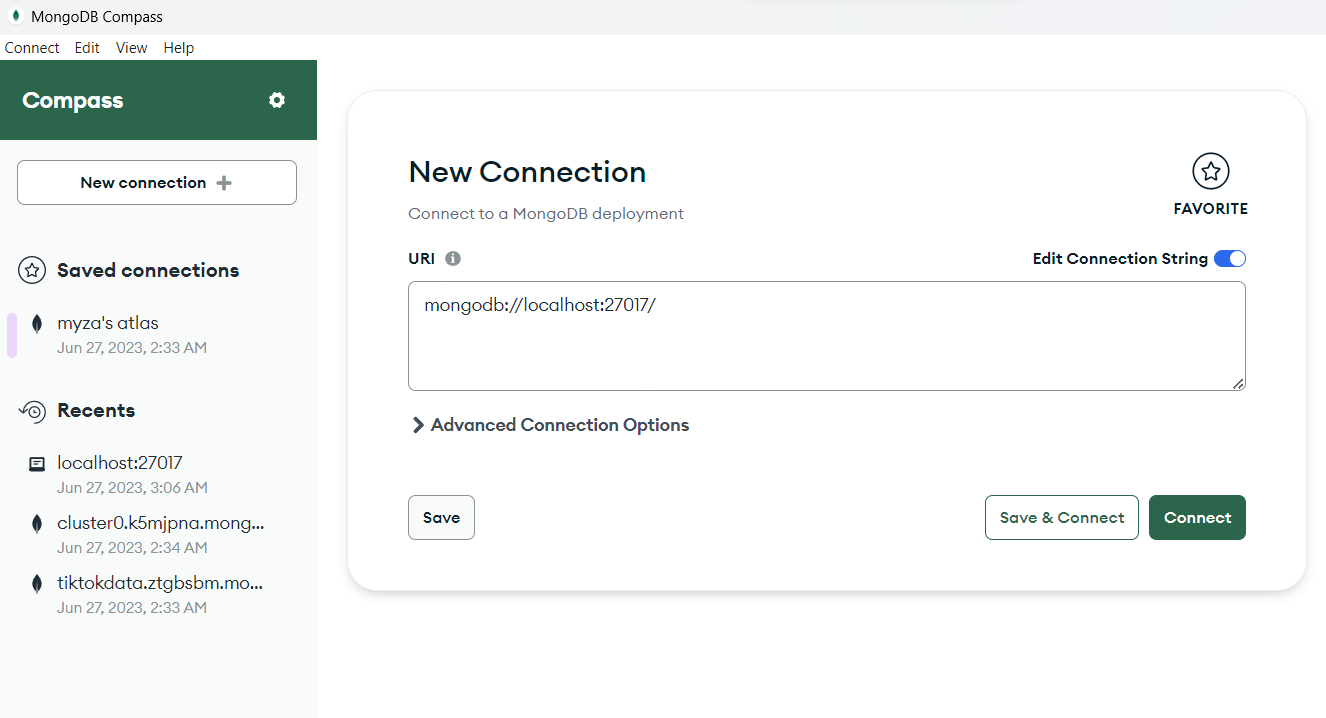 MongoDB Compass
Connect Edit View Help
Compass
New connection
Saved connections
myza's atlas
Jun 27, 2023, 2:33 AM
Recents
localhost:27017
Jun 27, 2023, 3:06 AM
cluster0.k5mjpna.mong...
Jun 27, 2023, 2:34 AM
tiktokdata.ztgbsbm.mo...
Jun 27, 2023, 2:33 AM
New Connection
Connect to a MongoDB deployment
FAVORITE
URI
Edit Connection String
mongodb://localhost:27017/
Advanced Connection Options
Save
Save & Connect
Connect